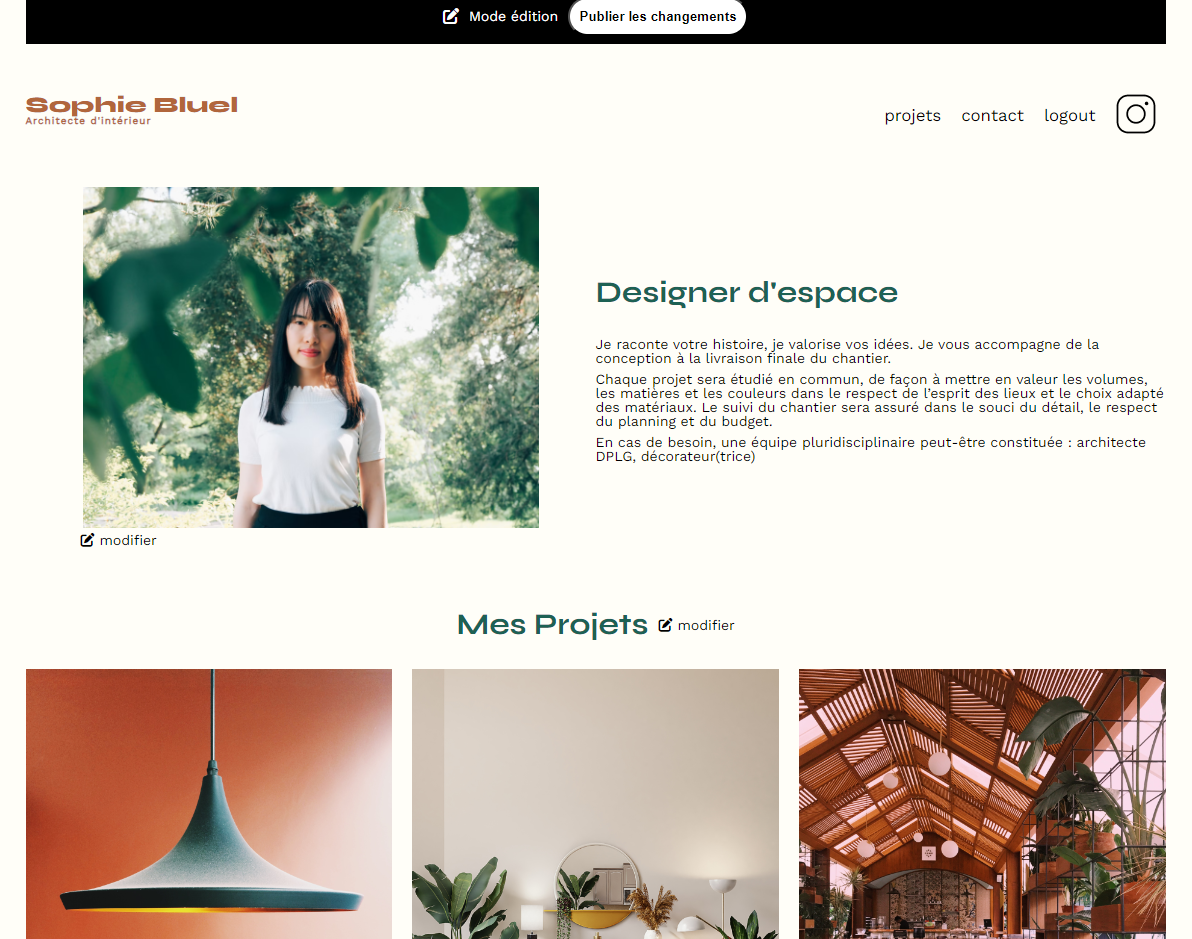 Mode édition Publier les changements
Sophie Bluel
Architecte d'intérieur
projets contact logout
Designer d'espace
Je raconte votre histoire, je valorise vos idées. Je vous accompagne de la
conception à la livraison finale du chantier.
Chaque projet sera étudié en commun, de façon à mettre en valeur les volumes,
les matières et les couleurs dans le respect de l’esprit des lieux et le choix adapté
des matériaux. Le suivi du chantier sera assuré dans le souci du détail, le respect
du planning et du budget.
En cas de besoin, une équipe pluridisciplinaire peut-être constituée : architecte
DPLG, décorateur(trice)
modifier
Mes Projets modifier